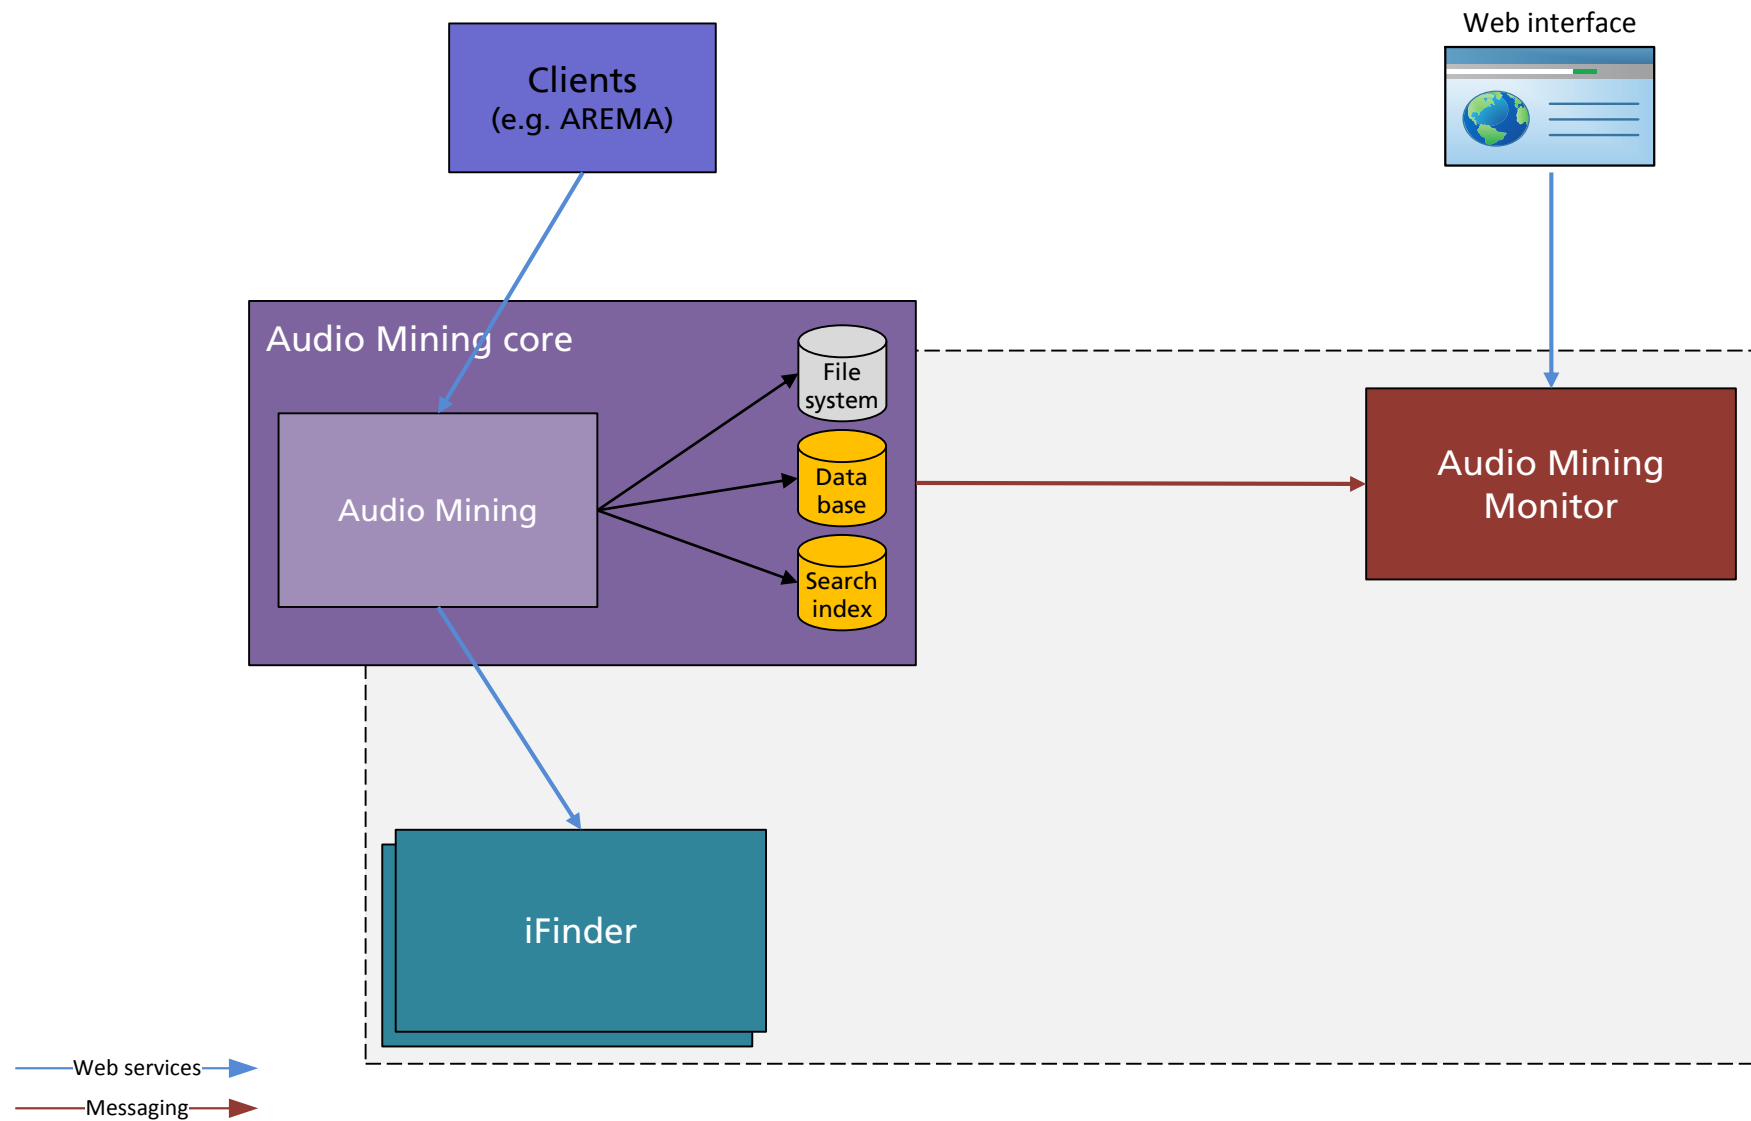 Web interface
Clients
(e.g. AREMA)
Audio Mining core
File
system
Data
base
Search
index
Audio Mining
Audio Mining
Monitor
iFinder
Web services
Messaging